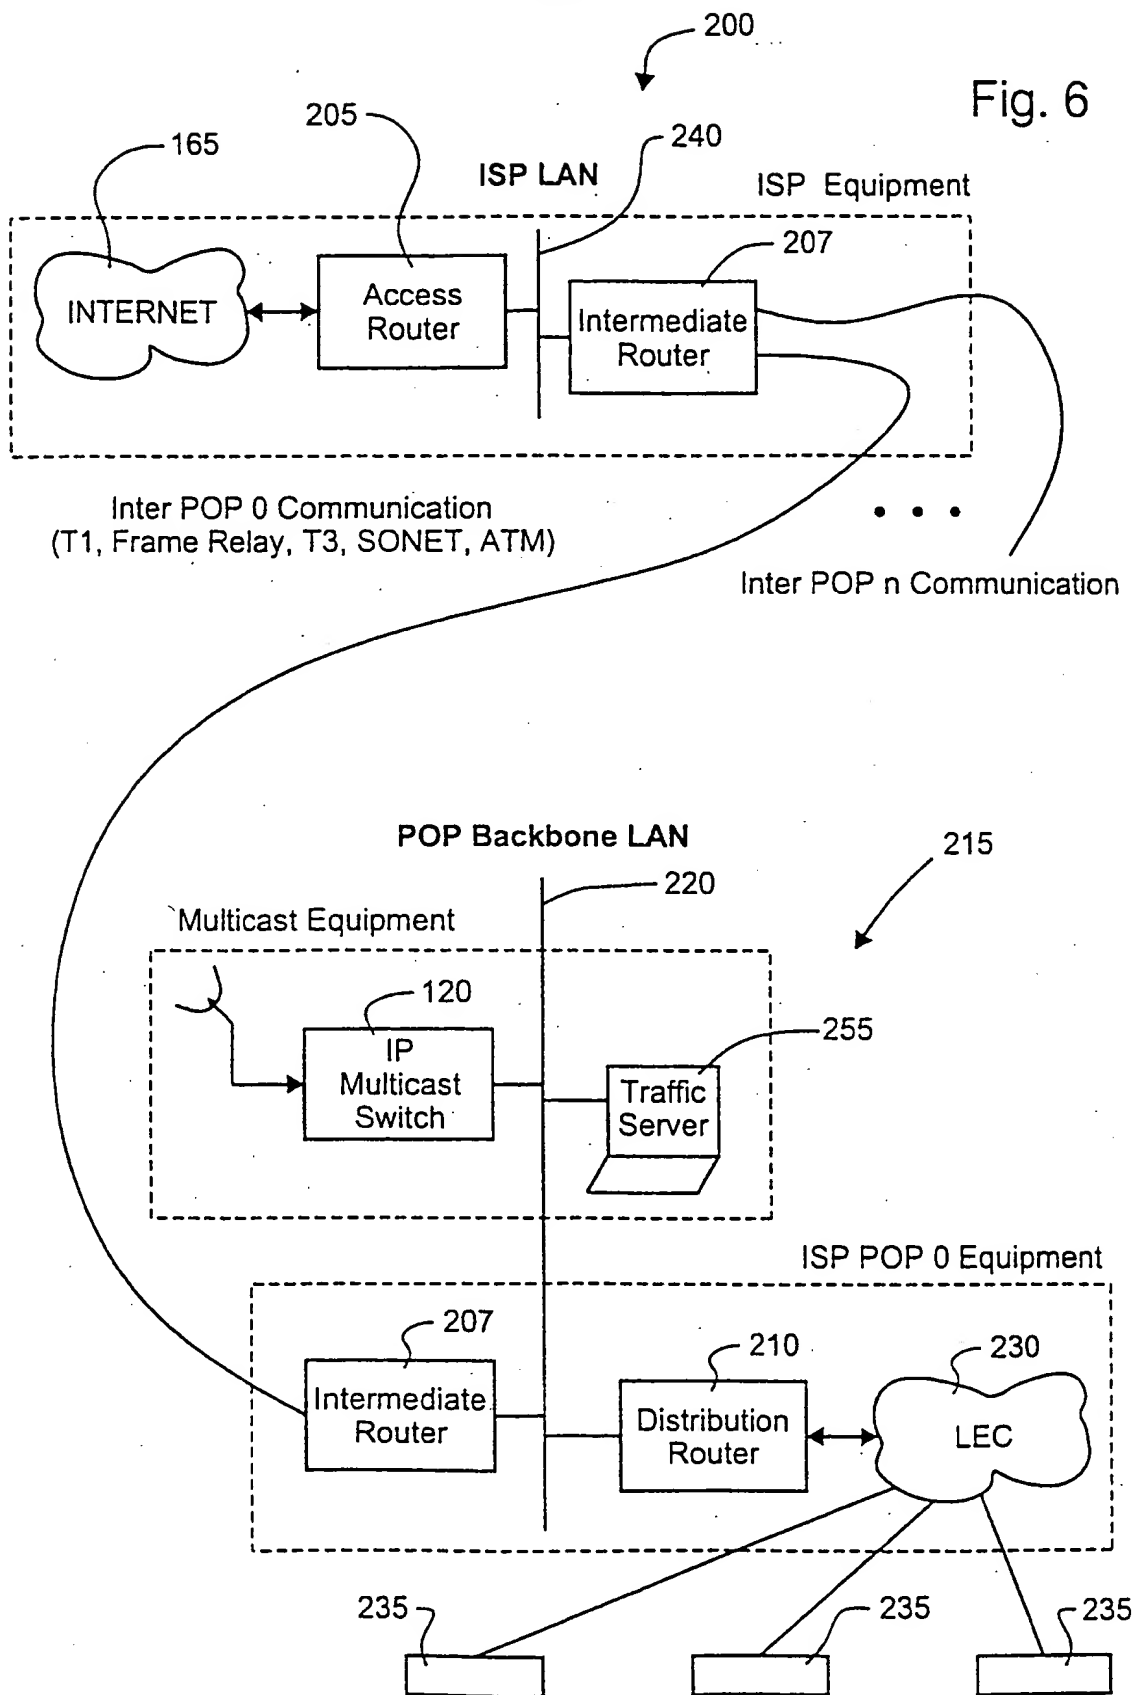 200
Fig. 6
205
165
240
ISP LAN
ISP Equipment
207
INTERNET
Access
Router
Intermediate
Router
Inter POP 0 Communication
(T1, Frame Relay, T3, SONET, ATM)
• • •
Inter POP n Communication
POP Backbone LAN
215
220
Multicast Equipment
120
255
IP
Multicast
Switch
Traffic
Server
ISP POP 0 Equipment
207
210
230
Intermediate
Router
Distribution
Router
LEC
235
235
235